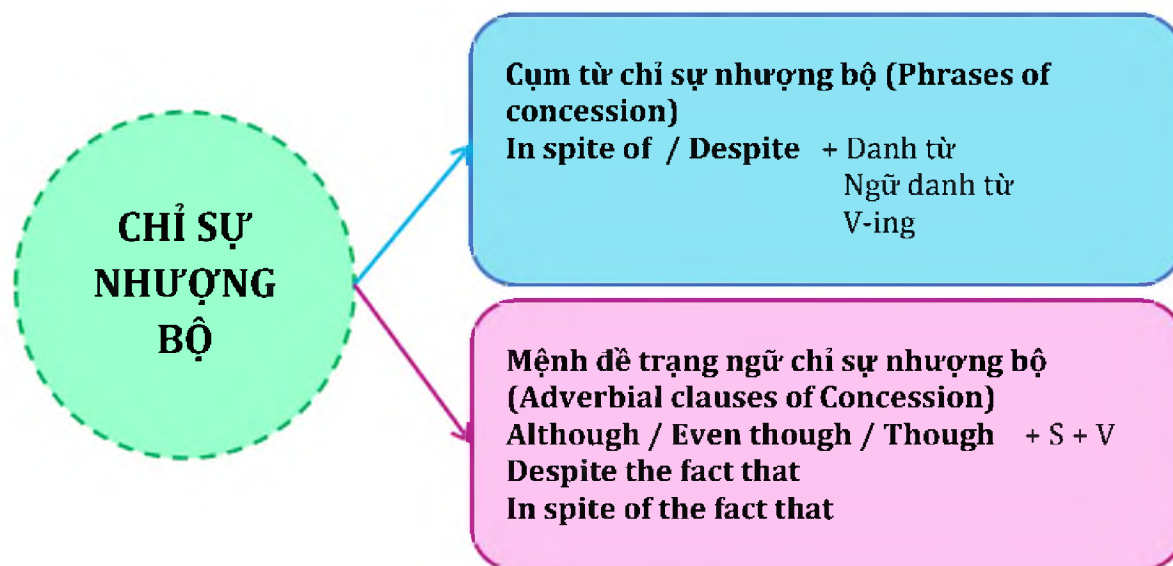 CHỈ SỰ
NHƯỢNG
BỘ
Cụm từ chỉ sự nhượng bộ (Phrases of
concession)
In spite of / Despite + Danh từ
Ngữ danh từ
V-ing
Mệnh đề trạng ngữ chỉ sự nhượng bộ
(Adverbial clauses of Concession)
Although / Even though / Though + S + V
Despite the fact that
In spite of the fact that